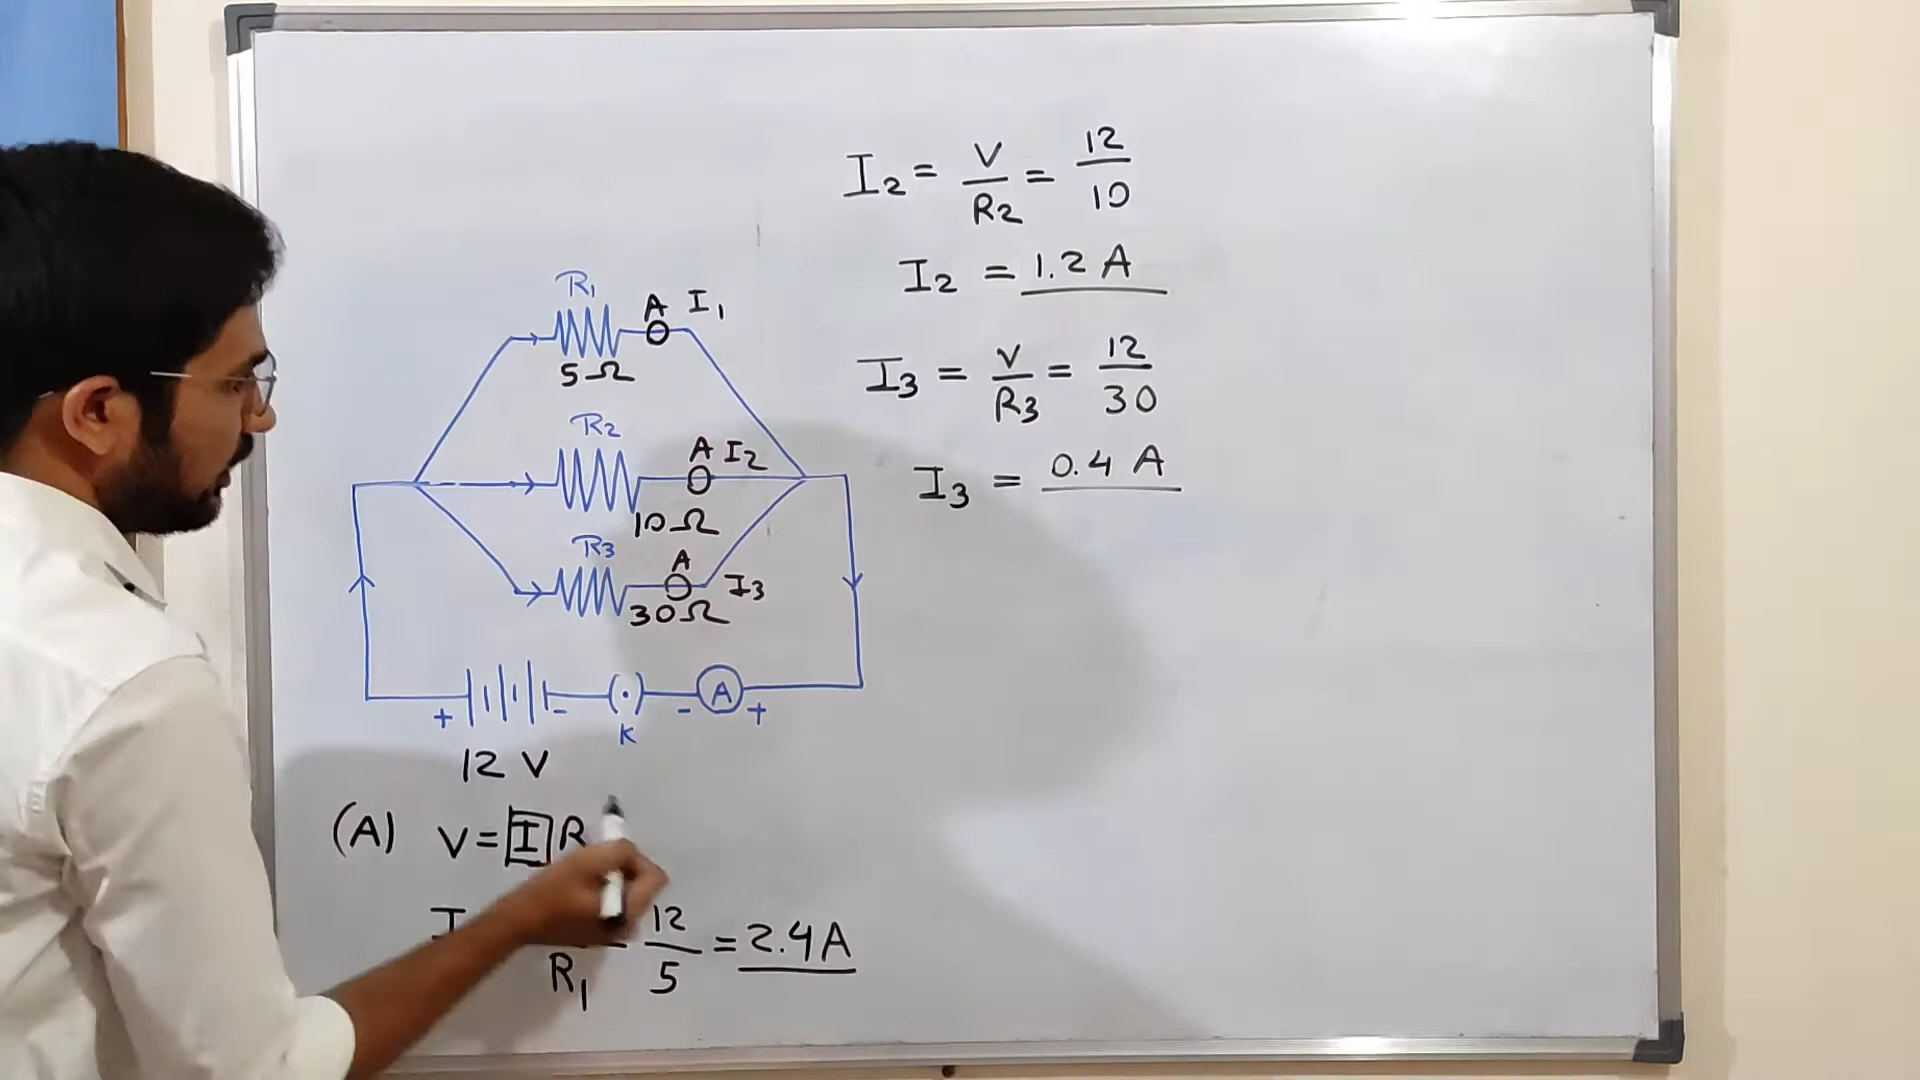 R1
A I1
5Ω
R2
A I2
10Ω
R3
A
I3
30Ω
+ - - A +
K
12 V
(A) V=IR
I R1 12/5 = 2.4A
I2 = V/R2 = 12/10
I2 = 1.2 A
I3 = V/R3 = 12/30
I3 = 0.4 A